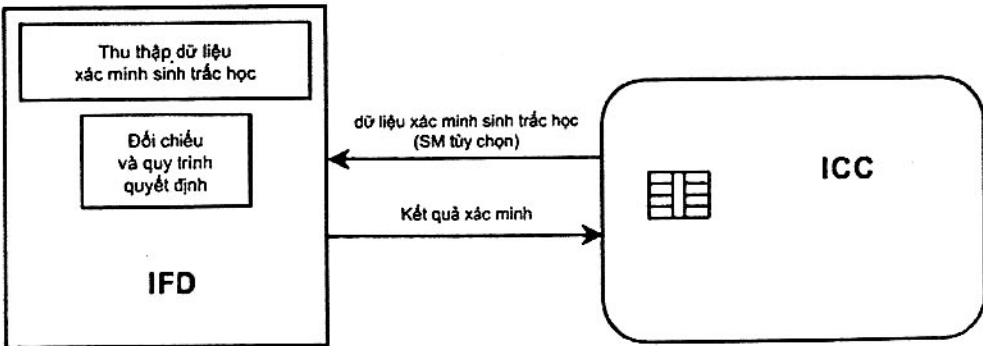 Thu thập dữ liệu
xác minh sinh trắc học
Đối chiếu
và quy trình
quyết định
IFD
dữ liệu xác minh sinh trắc học
(SM tùy chọn)
Kết quả xác minh
ICC